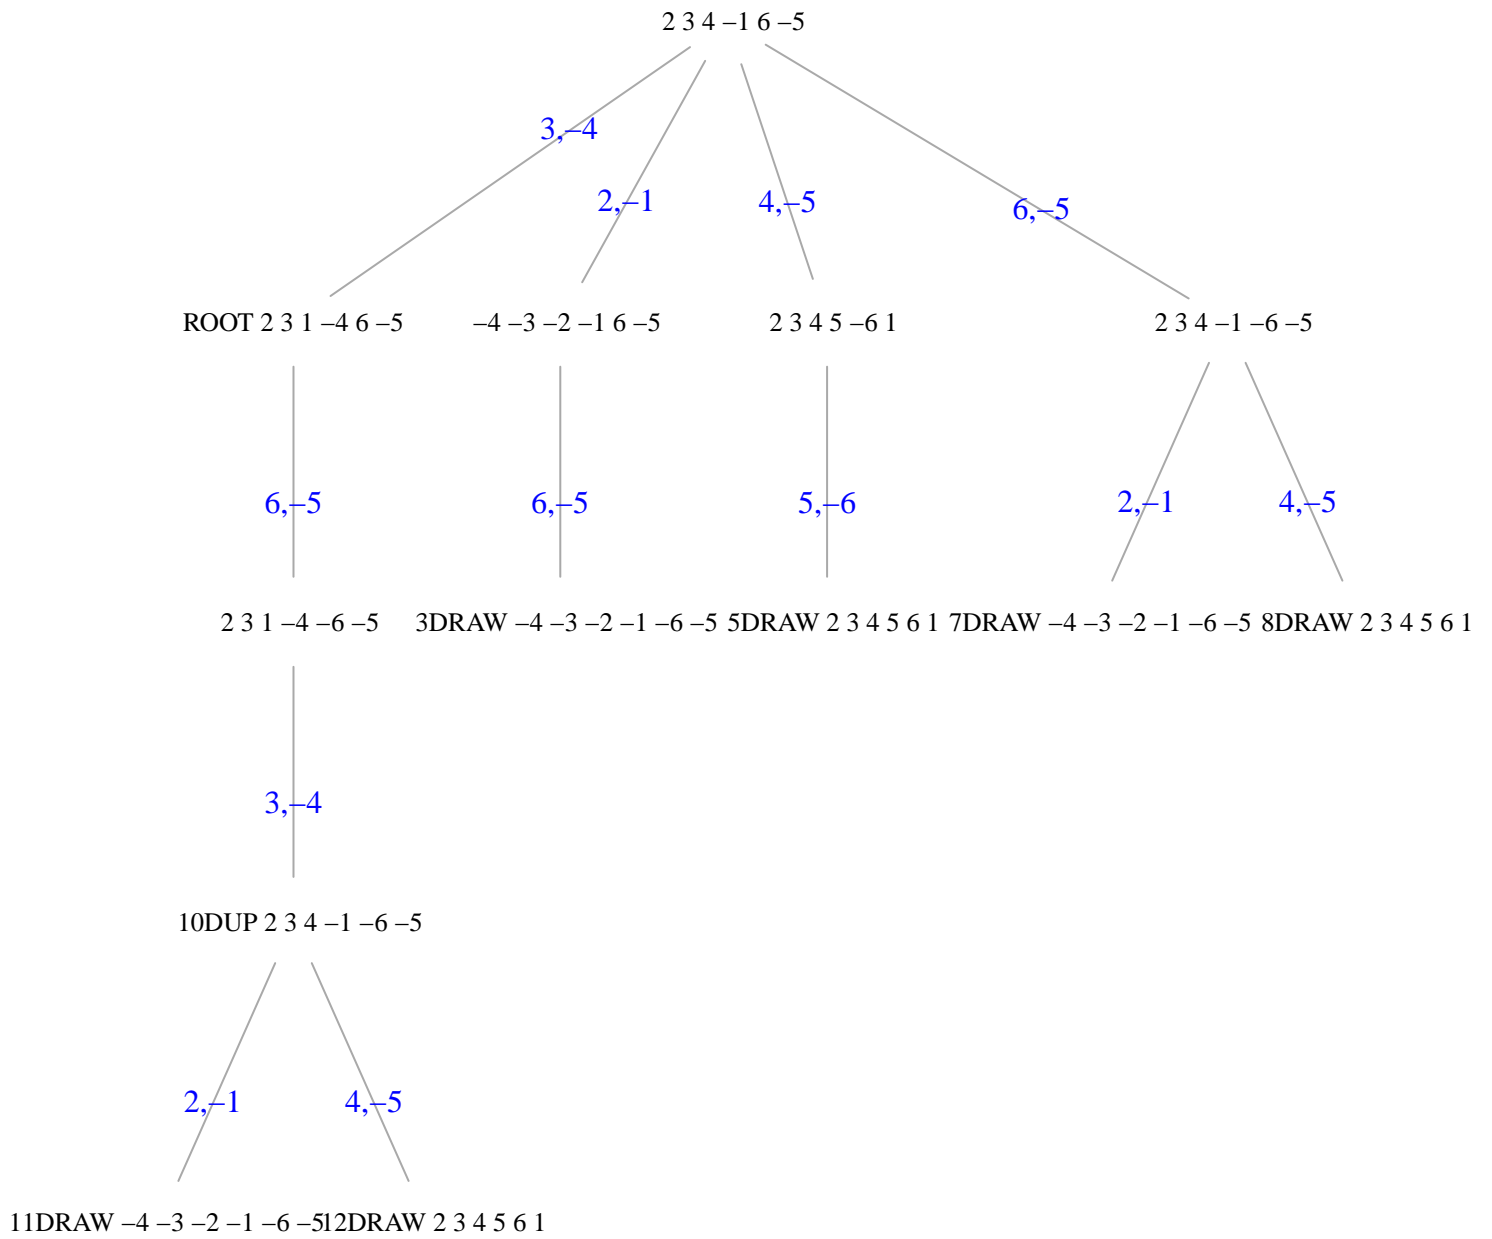 2 3 4 –1 6 –5
3,–4
2,–1
4,–5
6,–5
ROOT 2 3 1 –4 6 –5
–4 –3 –2 –1 6 –5
2 3 4 5 –6 1
2 3 4 –1 –6 –5
6,–5
6,–5
5,–6
2,–1
4,–5
2 3 1 –4 –6 –5
3DRAW –4 –3 –2 –1 –6 –5
5DRAW 2 3 4 5 6 1
7DRAW –4 –3 –2 –1 –6 –5
8DRAW 2 3 4 5 6 1
3,–4
10DUP 2 3 4 –1 –6 –5
2,–1
4,–5
11DRAW –4 –3 –2 –1 –6 –5
12DRAW 2 3 4 5 6 1